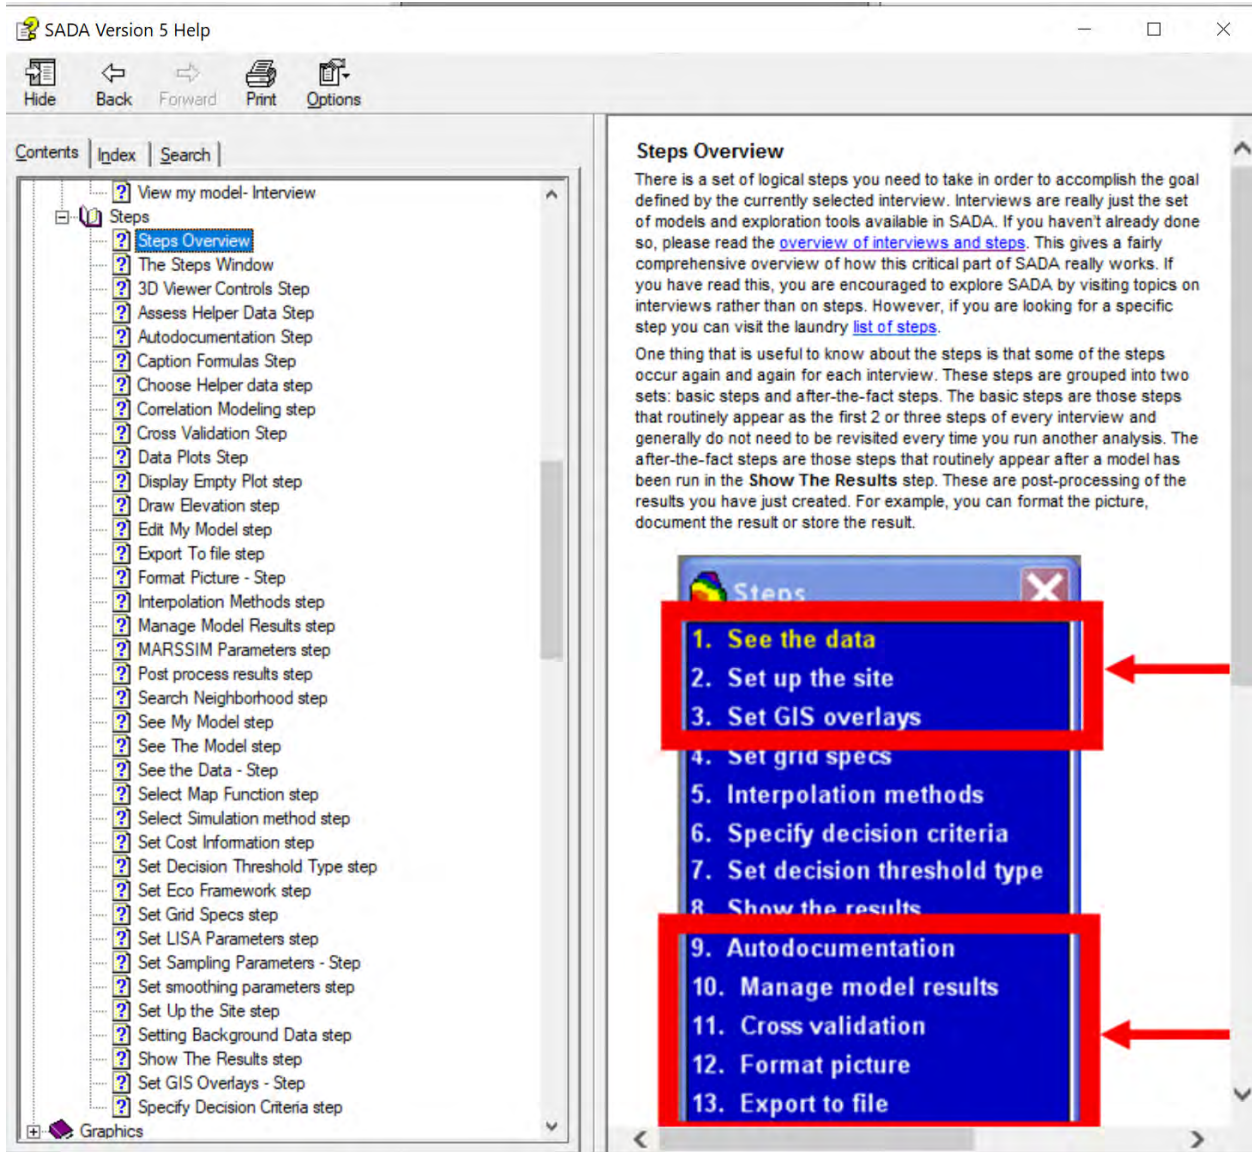 SADA Version 5 Help
Hide Back Forward Print Options
Contents Index Search
View my model- Interview
Steps
Steps Overview
The Steps Window
3D Viewer Controls Step
Assess Helper Data Step
Autodocumentation Step
Caption Formulas Step
Choose Helper data step
Correlation Modeling step
Cross Validation Step
Data Plots Step
Display Empty Plot step
Draw Elevation step
Edit My Model step
Export To file step
Format Picture - Step
Interpolation Methods step
Manage Model Results step
MARSSIM Parameters step
Post process results step
Search Neighborhood step
See My Model step
See The Model step
See the Data - Step
Select Map Function step
Select Simulation method step
Set Cost Information step
Set Decision Threshold Type step
Set Eco Framework step
Set Grid Specs step
Set LISA Parameters step
Set Sampling Parameters - Step
Set smoothing parameters step
Set Up the Site step
Setting Background Data step
Show The Results step
Set GIS Overlays - Step
Specify Decision Criteria step
Graphics
Steps Overview
There is a set of logical steps you need to take in order to accomplish the goal
defined by the currently selected interview. Interviews are really just the set
of models and exploration tools available in SADA. If you haven't already done
so, please read the overview of interviews and steps. This gives a fairly
comprehensive overview of how this critical part of SADA really works. If
you have read this, you are encouraged to explore SADA by visiting topics on
interviews rather than on steps. However, if you are looking for a specific
step you can visit the laundry list of steps.
One thing that is useful to know about the steps is that some of the steps
occur again and again for each interview. These steps are grouped into two
sets: basic steps and after-the-fact steps. The basic steps are those steps
that routinely appear as the first 2 or three steps of every interview and
generally do not need to be revisited every time you run another analysis. The
after-the-fact steps are those steps that routinely appear after a model has
been run in the Show The Results step. These are post-processing of the
results you have just created. For example, you can format the picture,
document the result or store the result.
Steps
1. See the data
2. Set up the site
3. Set GIS overlays
4. Set grid specs
5. Interpolation methods
6. Specify decision criteria
7. Set decision threshold type
8. Show the results
9. Autodocumentation
10. Manage model results
11. Cross validation
12. Format picture
13. Export to file